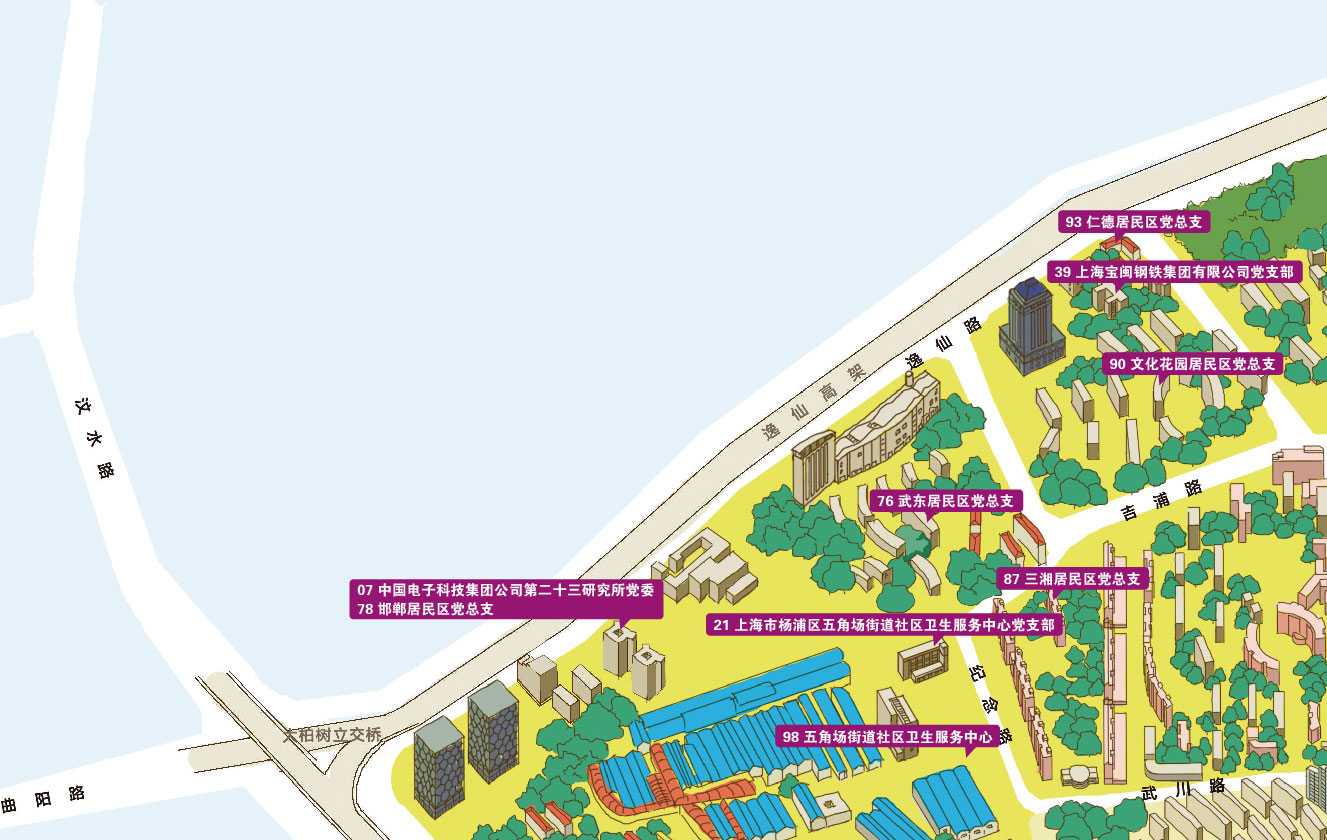 93 仁德居民区党总支
39 上海宝闽钢铁集团有限公司党支部
逸仙路
90 文化花园居民区党总支
逸仙高架
汶水路
76 武东居民区党总支
吉浦路
87 三湘居民区党总支
07 中国电子科技集团公司第二十三研究所党委
78 邯郸居民区党总支
21 上海市杨浦区五角场街道社区卫生服务中心党支部
纪念路
98 五角场街道社区卫生服务中心
大柏树立交桥
曲阳路
武川路